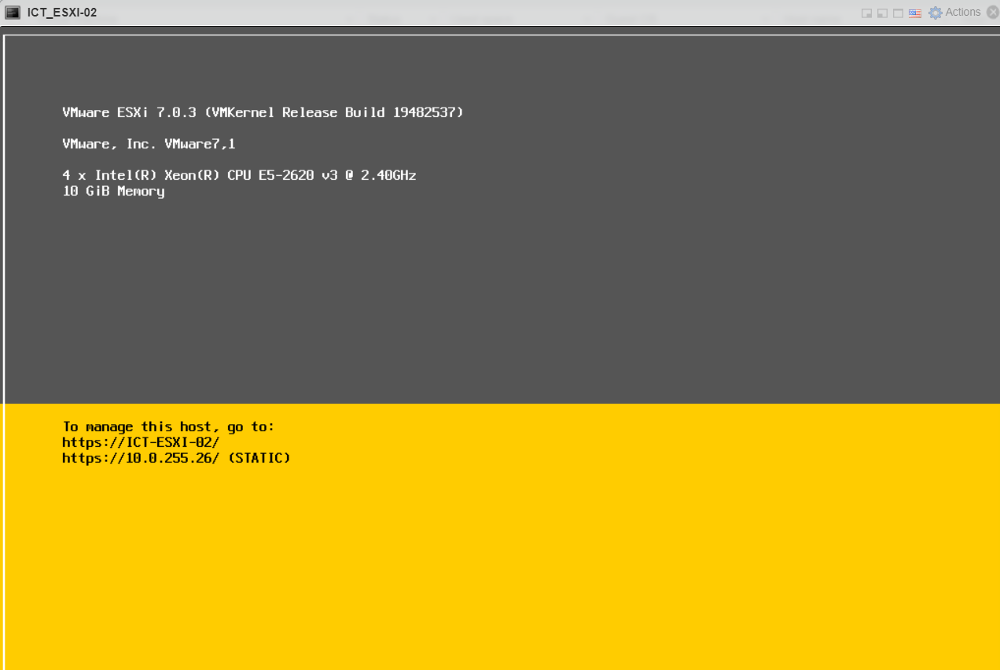 ICT_ESXI-02
Actions
VMware ESXi 7.0.3 (VMKernel Release Build 19482537)
VMware, Inc. VMware7,1
4 x Intel(R) Xeon(R) CPU E5-2620 v3 @ 2.40GHz
10 GiB Memory
To manage this host, go to:
https://ICT-ESXI-02/
https://10.0.255.26/ (STATIC)